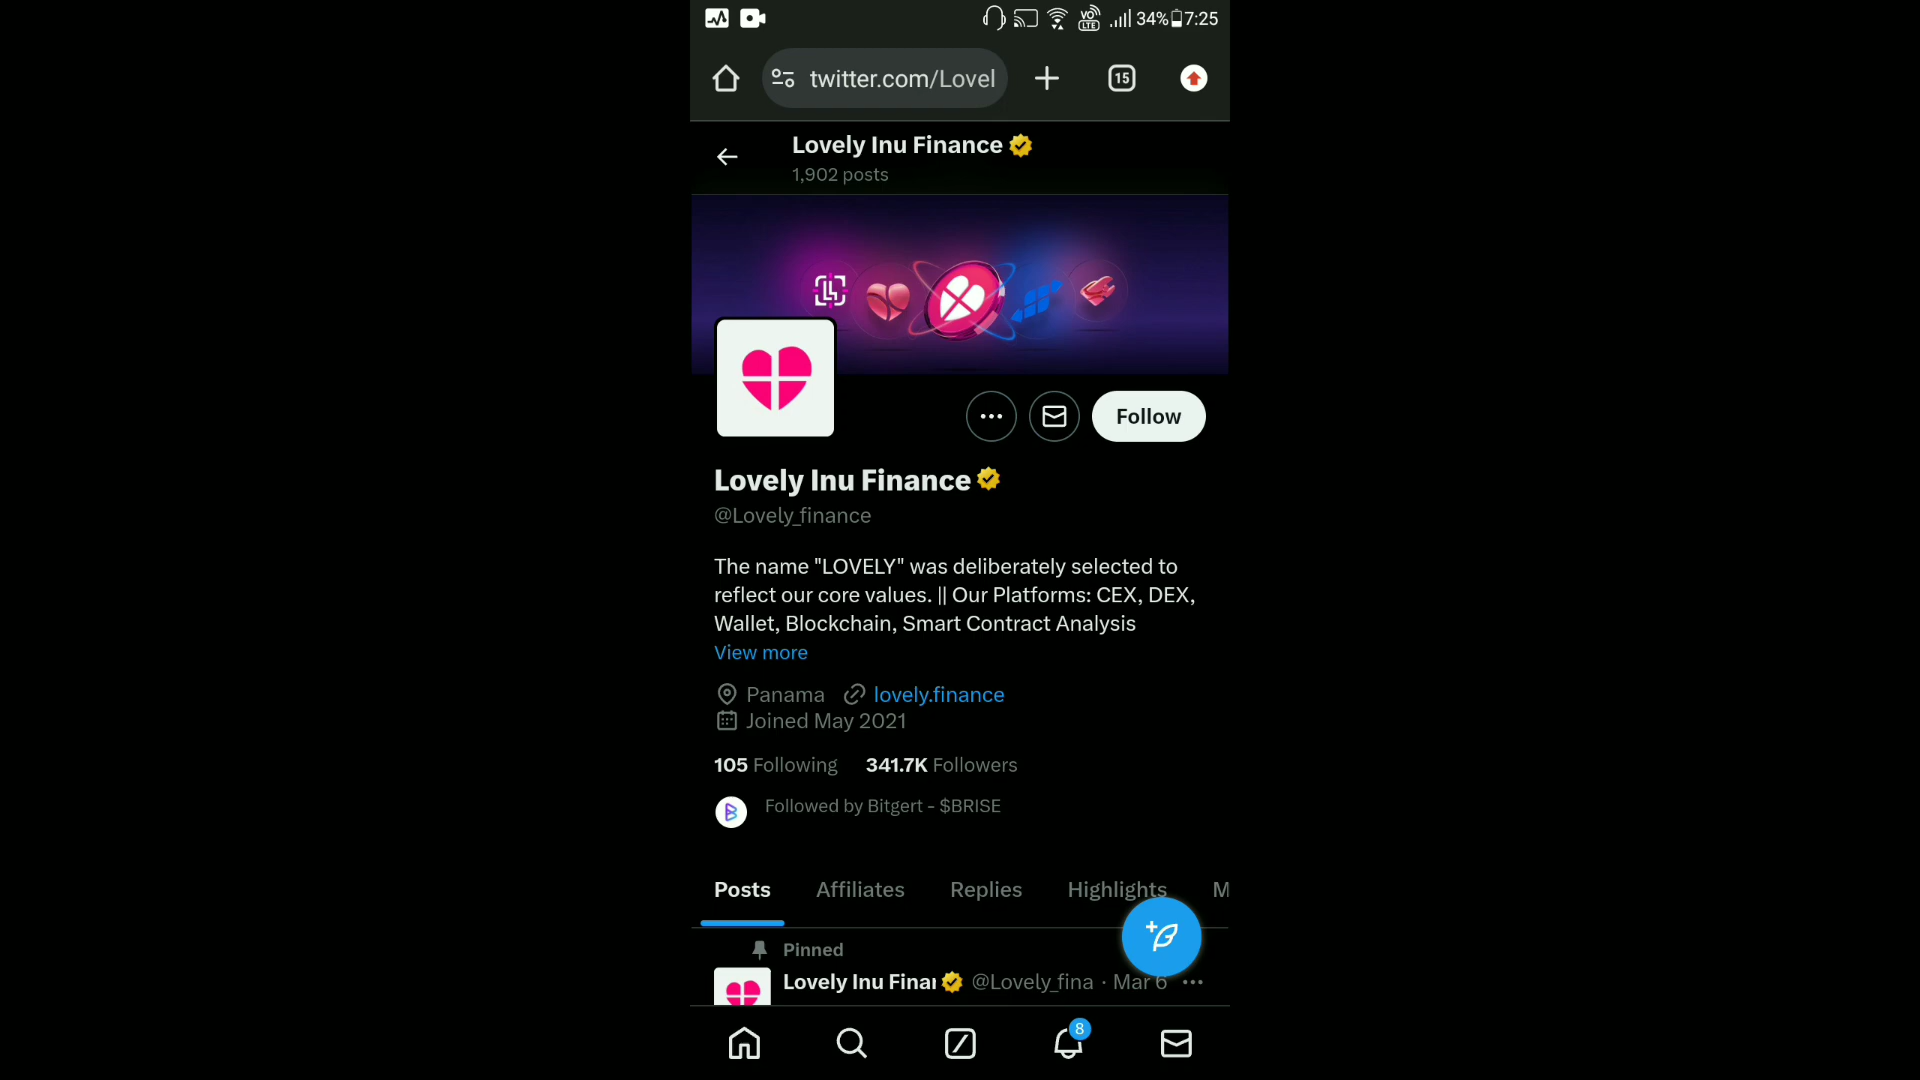 VO LTE 34% 7:25
twitter.com/Lovel
15
Lovely Inu Finance
1,902 posts
Follow
Lovely Inu Finance
@Lovely_finance
The name "LOVELY" was deliberately selected to
reflect our core values. || Our Platforms: CEX, DEX,
Wallet, Blockchain, Smart Contract Analysis
View more
Panama lovely.finance
Joined May 2021
105 Following 341.7K Followers
Followed by Bitgert - $BRISE
Posts Affiliates Replies Highlights M
Pinned
Lovely Inu Finan @Lovely_fina · Mar 6
8